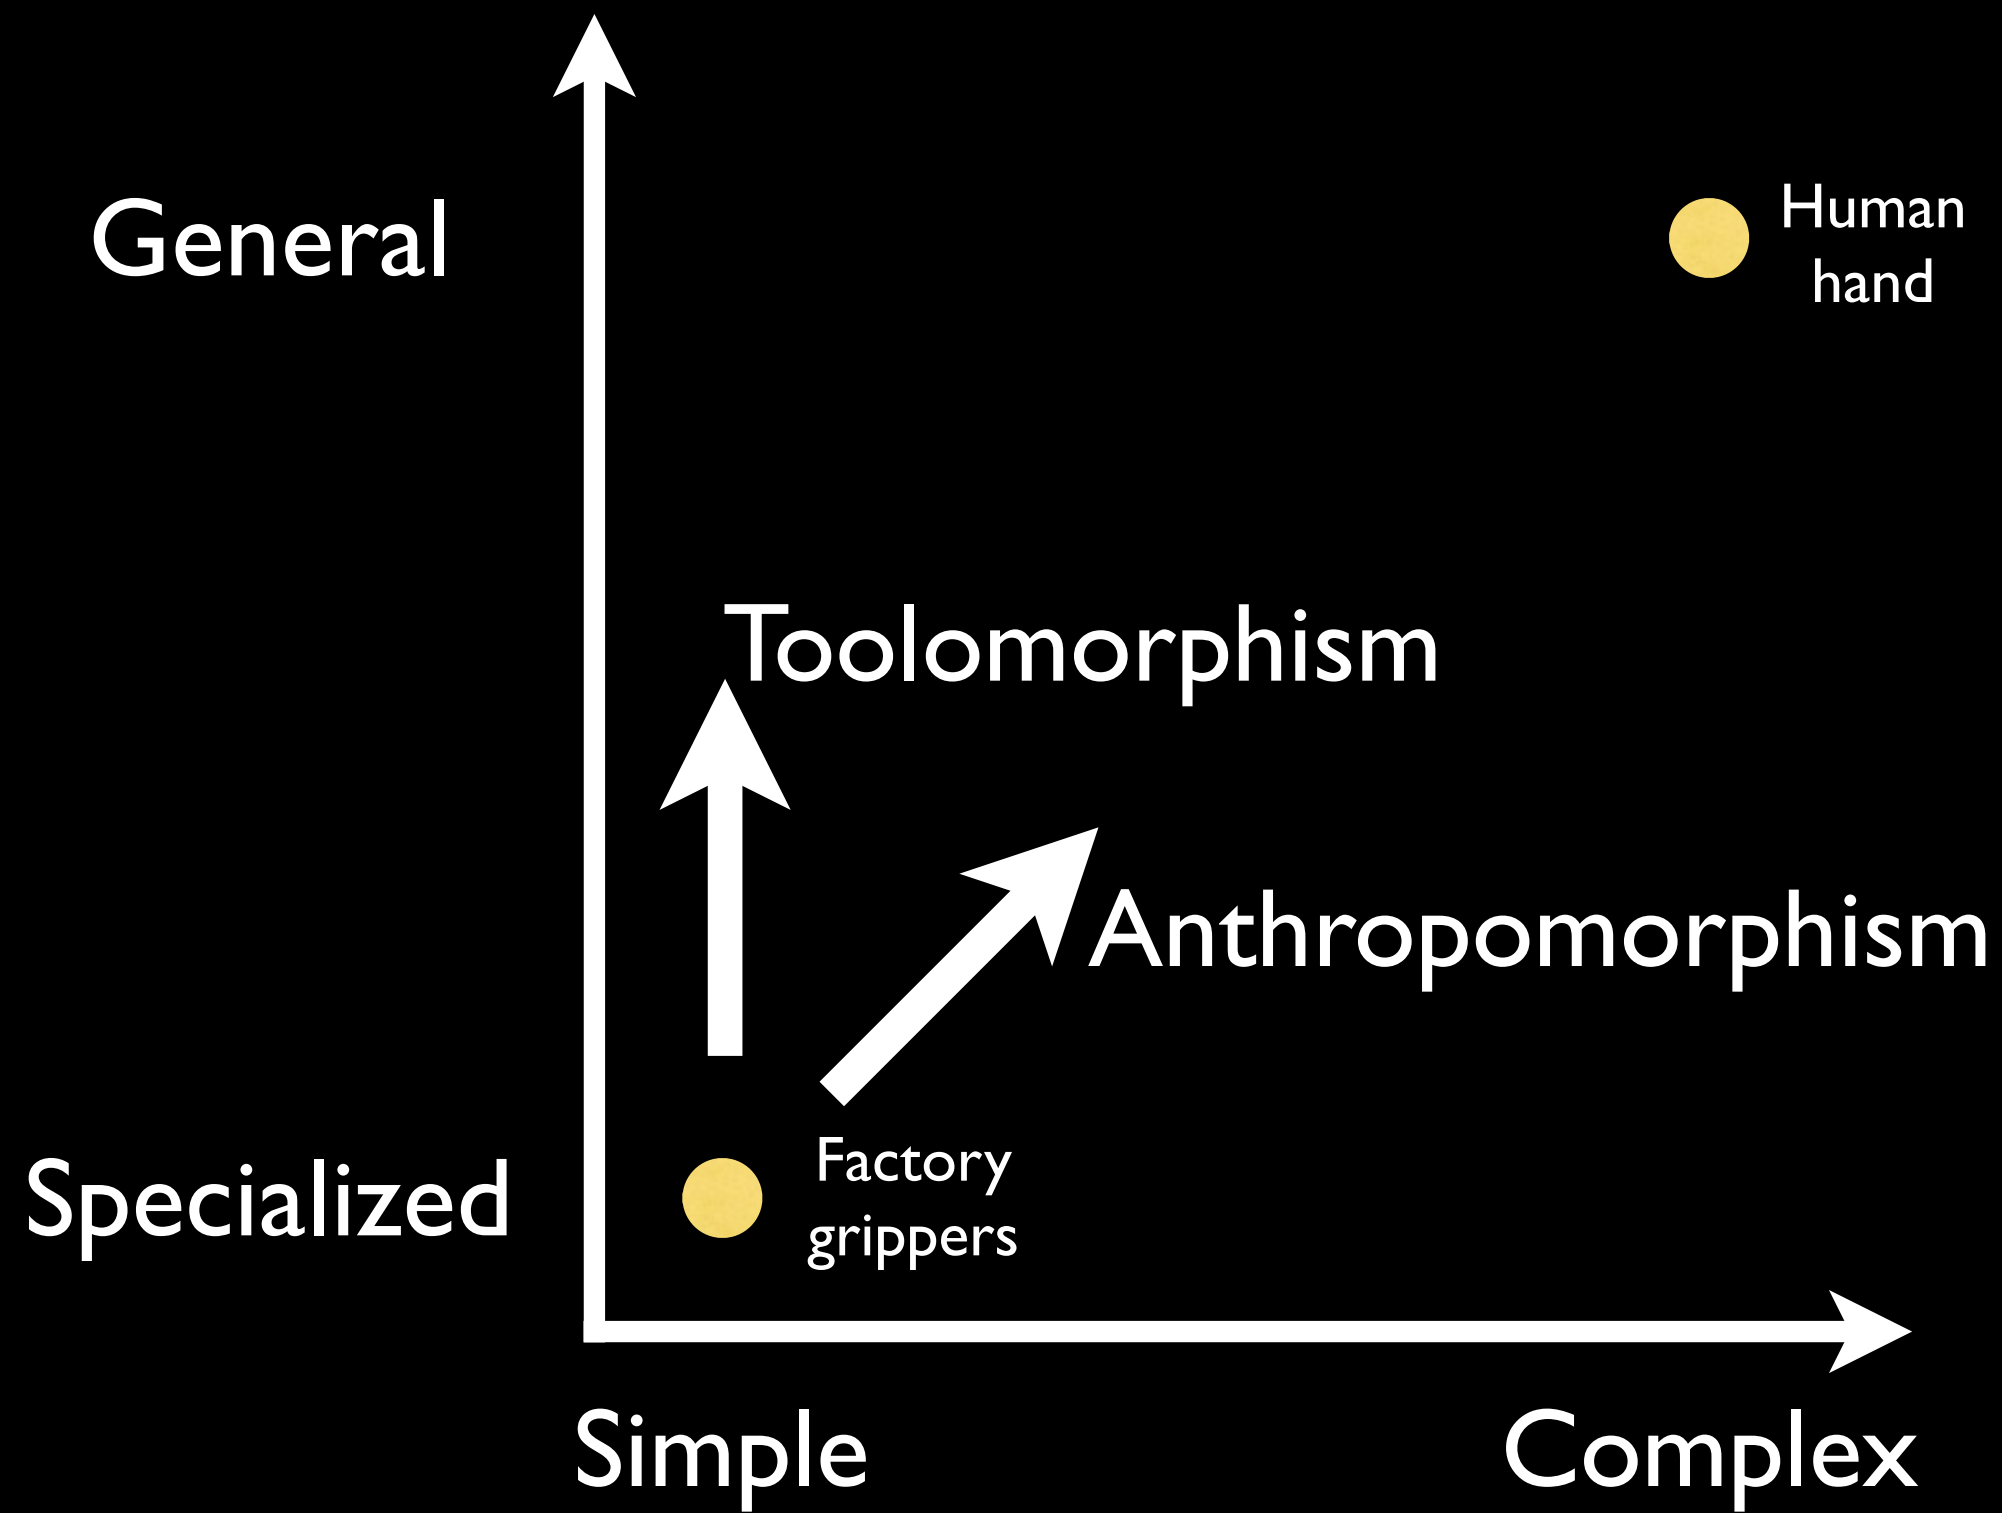 General
Human
hand
Toolomorphism
Anthropomorphism
Factory
grippers
Specialized
Simple
Complex